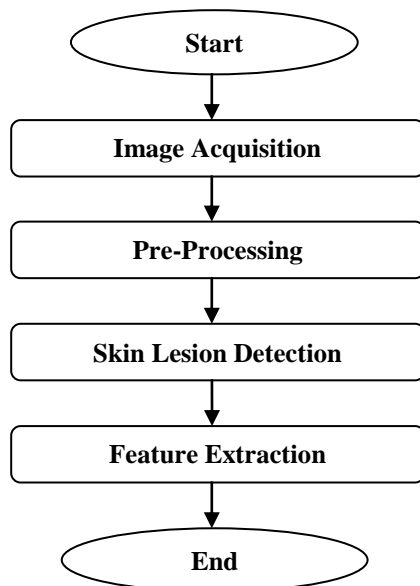 Start
Image Acquisition
Pre-Processing
Skin Lesion Detection
Feature Extraction
End